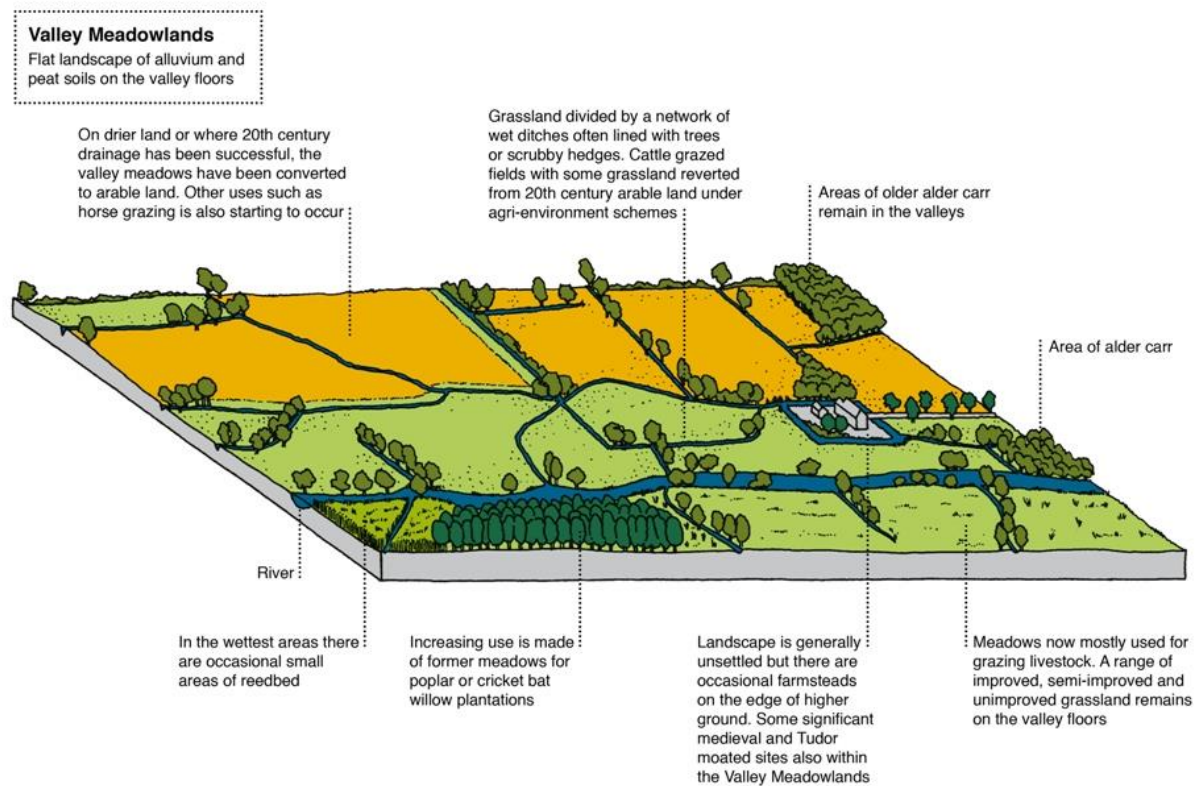 Valley Meadowlands
Flat landscape of alluvium and
peat soils on the valley floors
On drier land or where 20th century
drainage has been successful, the
valley meadows have been converted
to arable land. Other uses such as
horse grazing is also starting to occur
Grassland divided by a network of
wet ditches often lined with trees
or scrubby hedges. Cattle grazed
fields with some grassland reverted
from 20th century arable land under
agri-environment schemes
Areas of older alder carr
remain in the valleys
Area of alder carr
River
In the wettest areas there
are occasional small
areas of reedbed
Increasing use is made
of former meadows for
poplar or cricket bat
willow plantations
Landscape is generally
unsettled but there are
occasional farmsteads
on the edge of higher
ground. Some significant
medieval and Tudor
moated sites also within
the Valley Meadowlands
Meadows now mostly used for
grazing livestock. A range of
improved, semi-improved and
unimproved grassland remains
on the valley floors